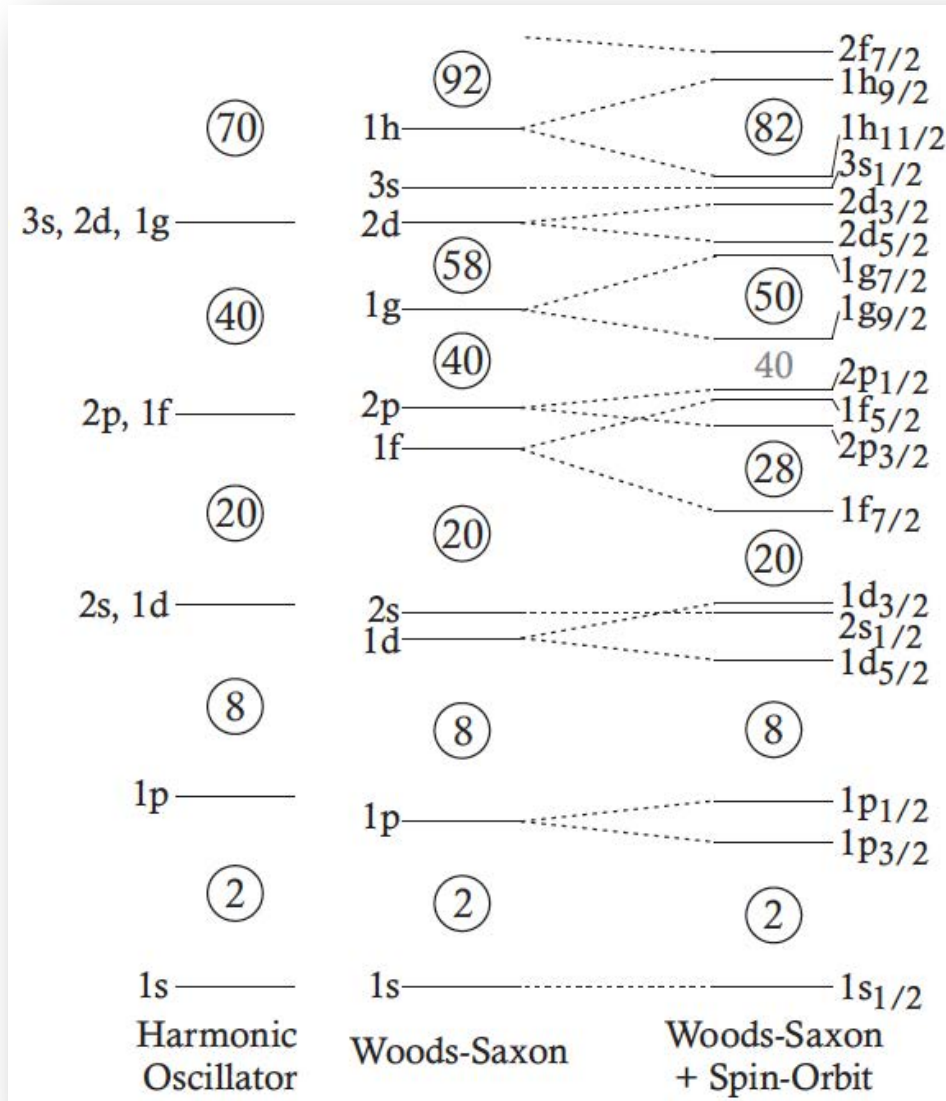 92
70
1h
3s
3s, 2d, 1g
2d
58
1g
40
40
2p
2p, 1f
1f
20
20
2s
2s, 1d
1d
8
8
1p
1p
2
2
1s
1s
2f7/2
1h9/2
82
1h11/2
3s1/2
2d3/2
2d5/2
1g7/2
50
1g9/2
40
2p1/2
1f5/2
2p3/2
28
1f7/2
20
1d3/2
2s1/2
1d5/2
8
1p1/2
1p3/2
2
1s1/2
Harmonic
Oscillator
Woods-Saxon
Woods-Saxon
+ Spin-Orbit